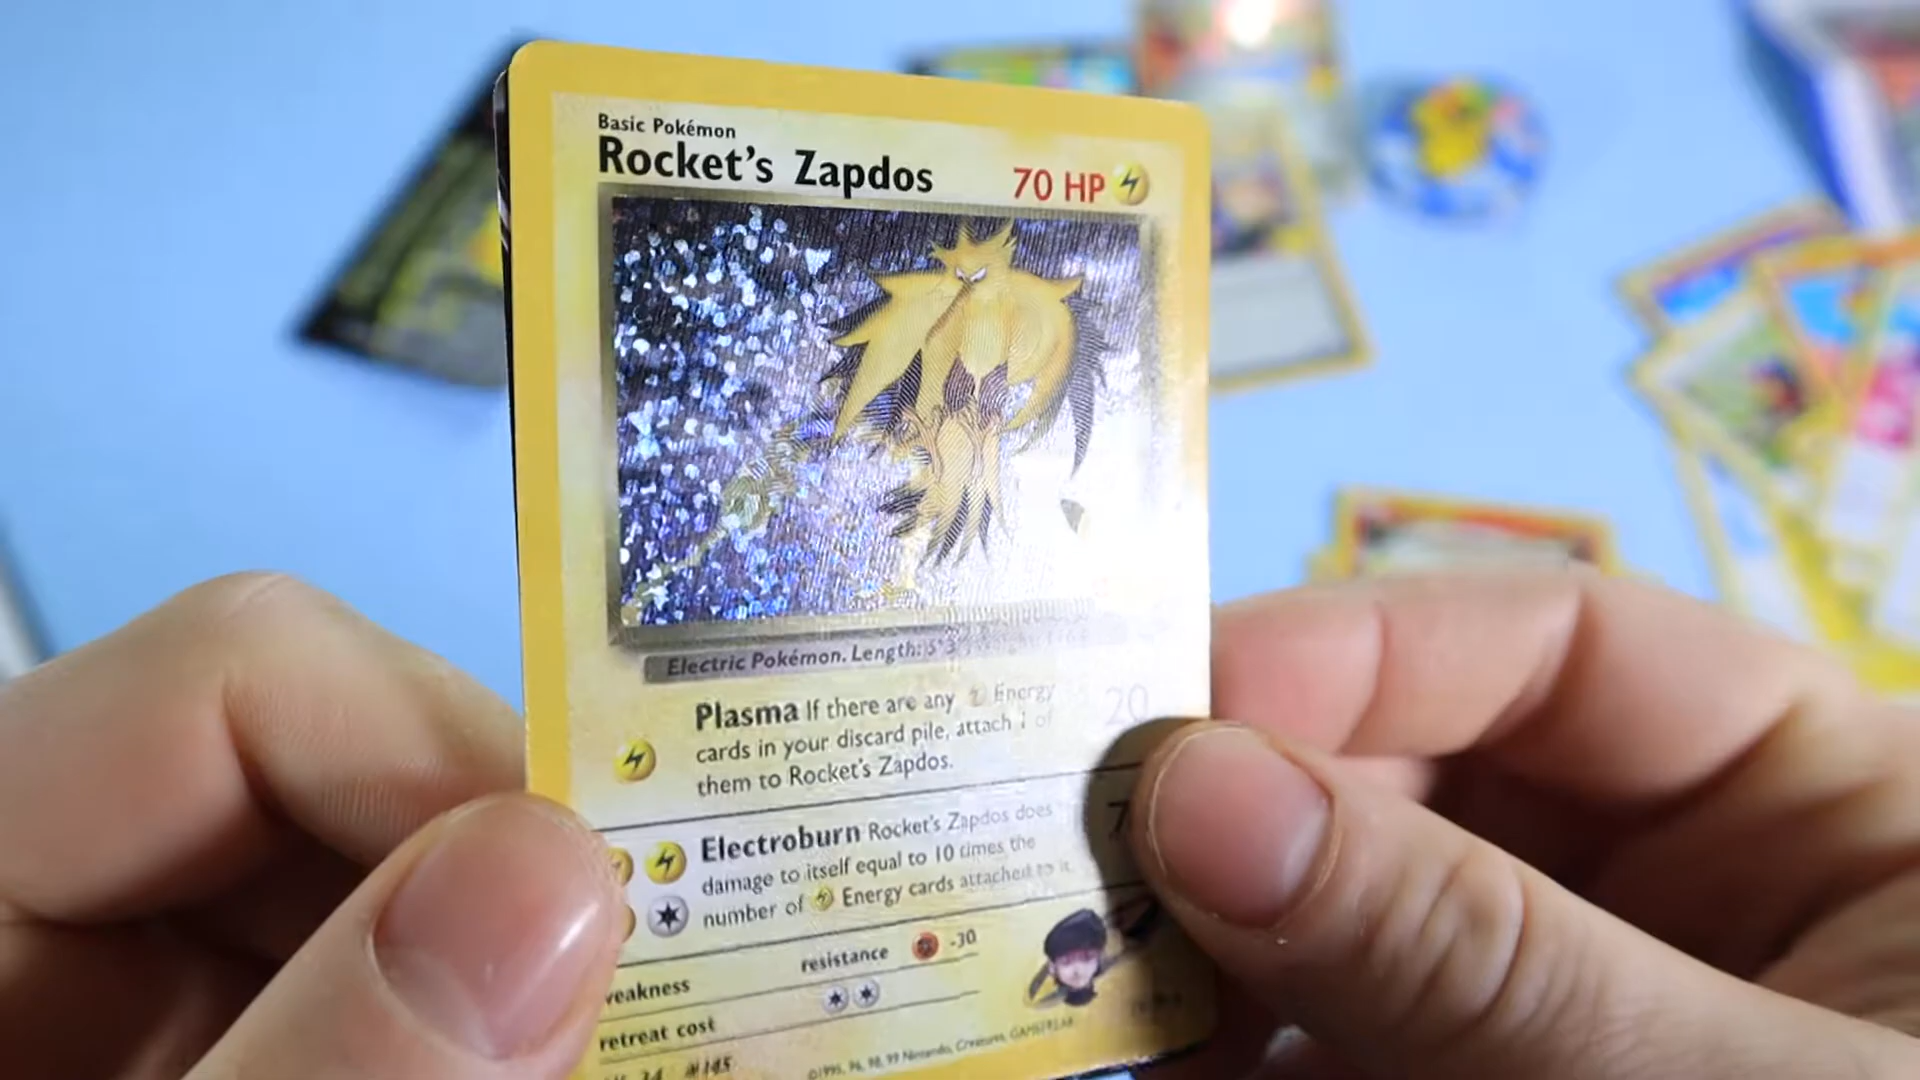 Basic Pokémon
Rocket's Zapdos
70 HP
Electric Pokémon. Length: 5'3
Plasma If there are any Energy
20
cards in your discard pile, attach 1 of
them to Rocket's Zapdos.
Electroburn Rocket's Zapdos does
7
damage to itself equal to 10 times the
number of Energy cards attached to it.
resistance -30
weakness
retreat cost
#145
©1995, 96, 98, 99 Nintendo, Creatures, GAMEFREAK